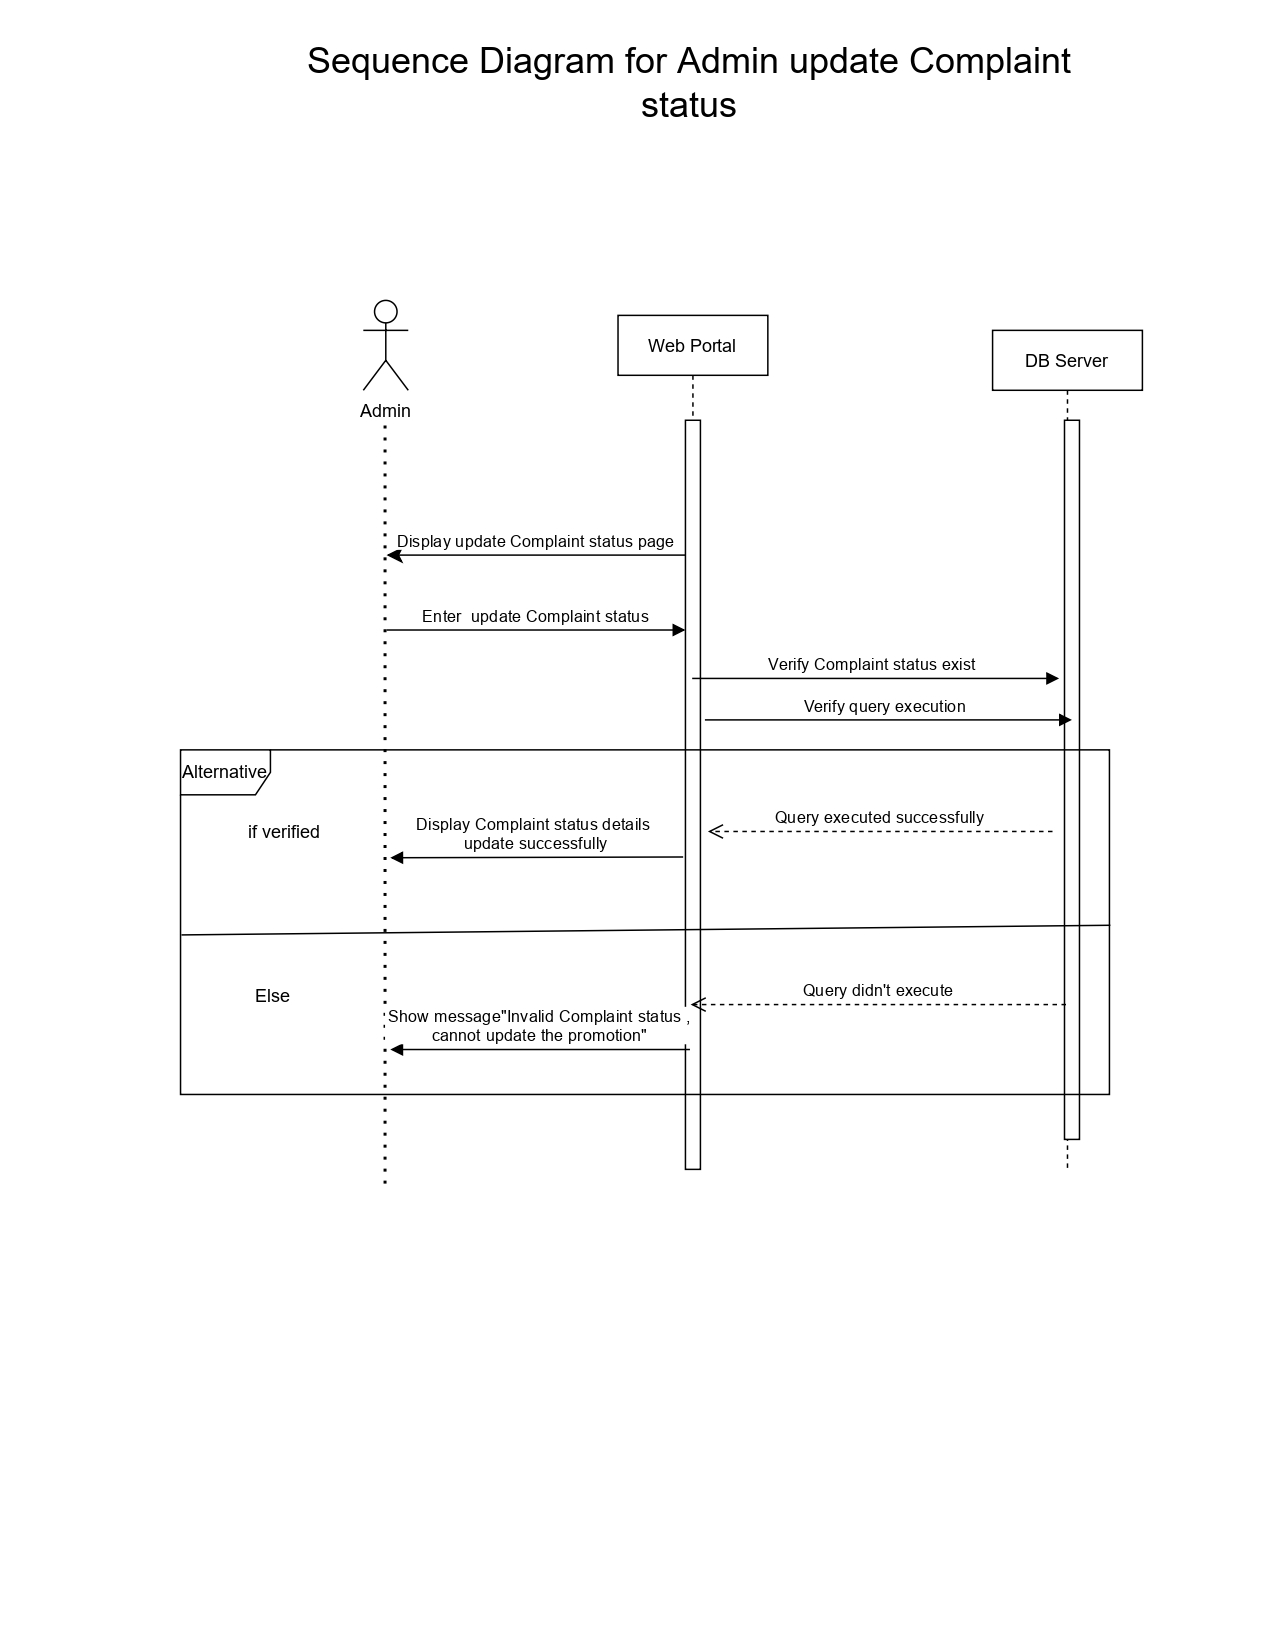 Sequence Diagram for Admin update Complaint
status
Web Portal
DB Server
Admin
Display update Complaint status page
Enter  update Complaint status
Verify Complaint status exist
Verify query execution
Alternative
if verified
Display Complaint status details
update successfully
Query executed successfully
Else
Query didn't execute
Show message"Invalid Complaint status ,
cannot update the promotion"